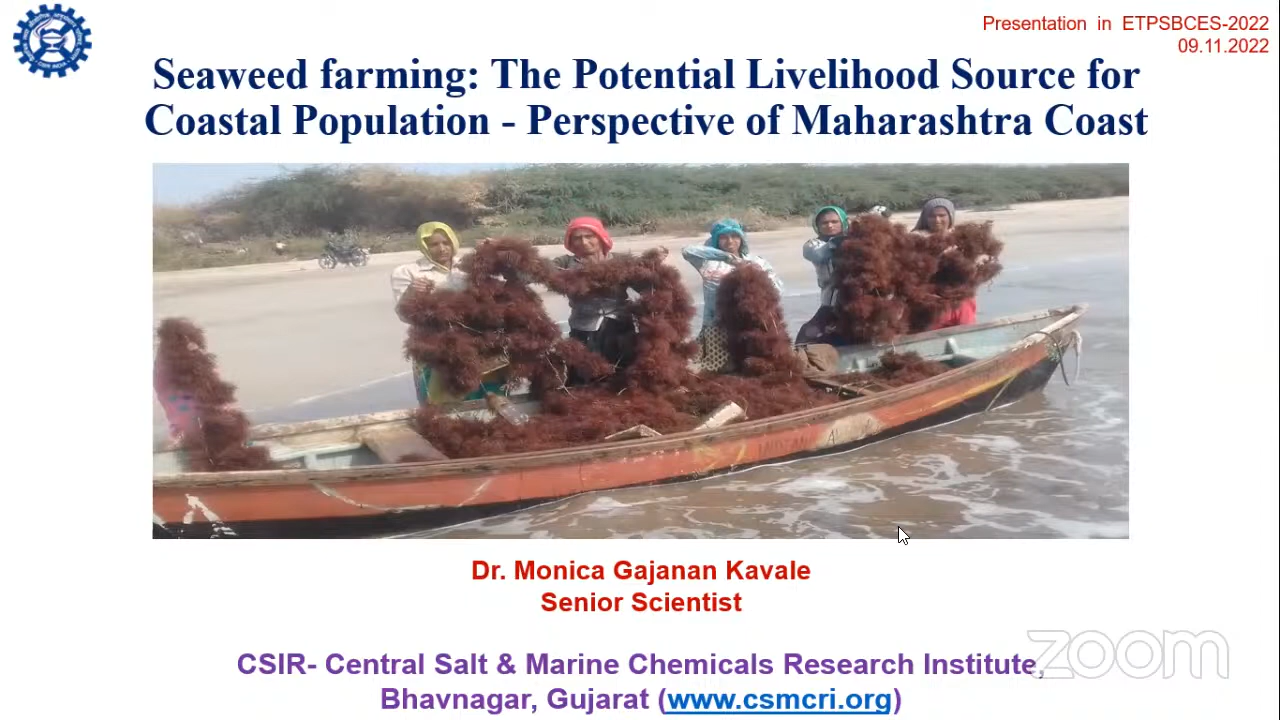 Presentation in ETPSBCES-2022
09.11.2022
Seaweed farming: The Potential Livelihood Source for
Coastal Population - Perspective of Maharashtra Coast
Dr. Monica Gajanan Kavale
Senior Scientist
CSIR- Central Salt & Marine Chemicals Research Institute,
Bhavnagar, Gujarat (www.csmcri.org)
zoom